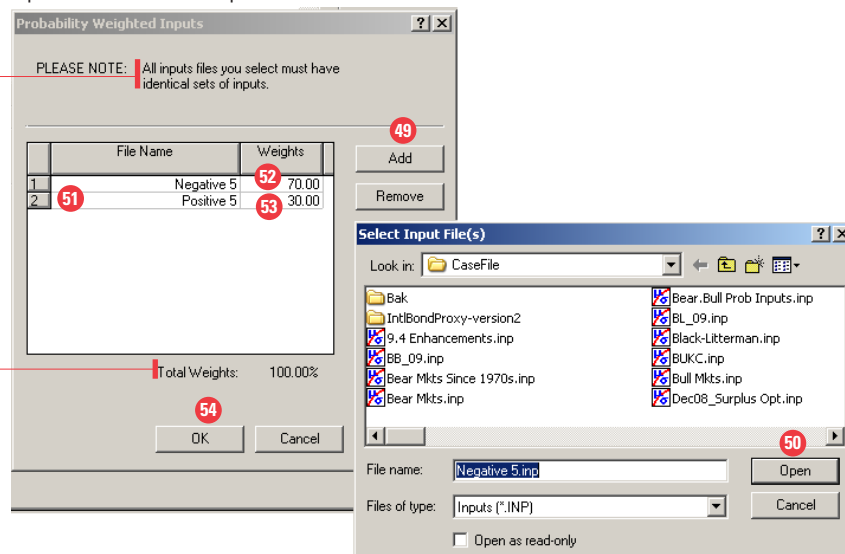 Probability Weighted Inputs
PLEASE NOTE: All inputs files you select must have
identical sets of inputs.
49
File Name Weights
Add
52
1 Negative 5 70.00
51
2 Positive 5 30.00
53
Remove
Total Weights: 100.00%
54
OK Cancel
Select Input File(s)
Look in: CaseFile
Bak
IntlBondProxy-version2
9.4 Enhancements.inp
BB_09.inp
Bear Mkts Since 1970s.inp
Bear Mkts.inp
Bear.Bull Prob Inputs.inp
BL_09.inp
Black-Litterman.inp
BUKC.inp
Bull Mkts.inp
Dec08_Surplus Opt.inp
50
File name: Negative 5.inp Open
Files of type: Inputs (*.INP) Cancel
Open as read-only